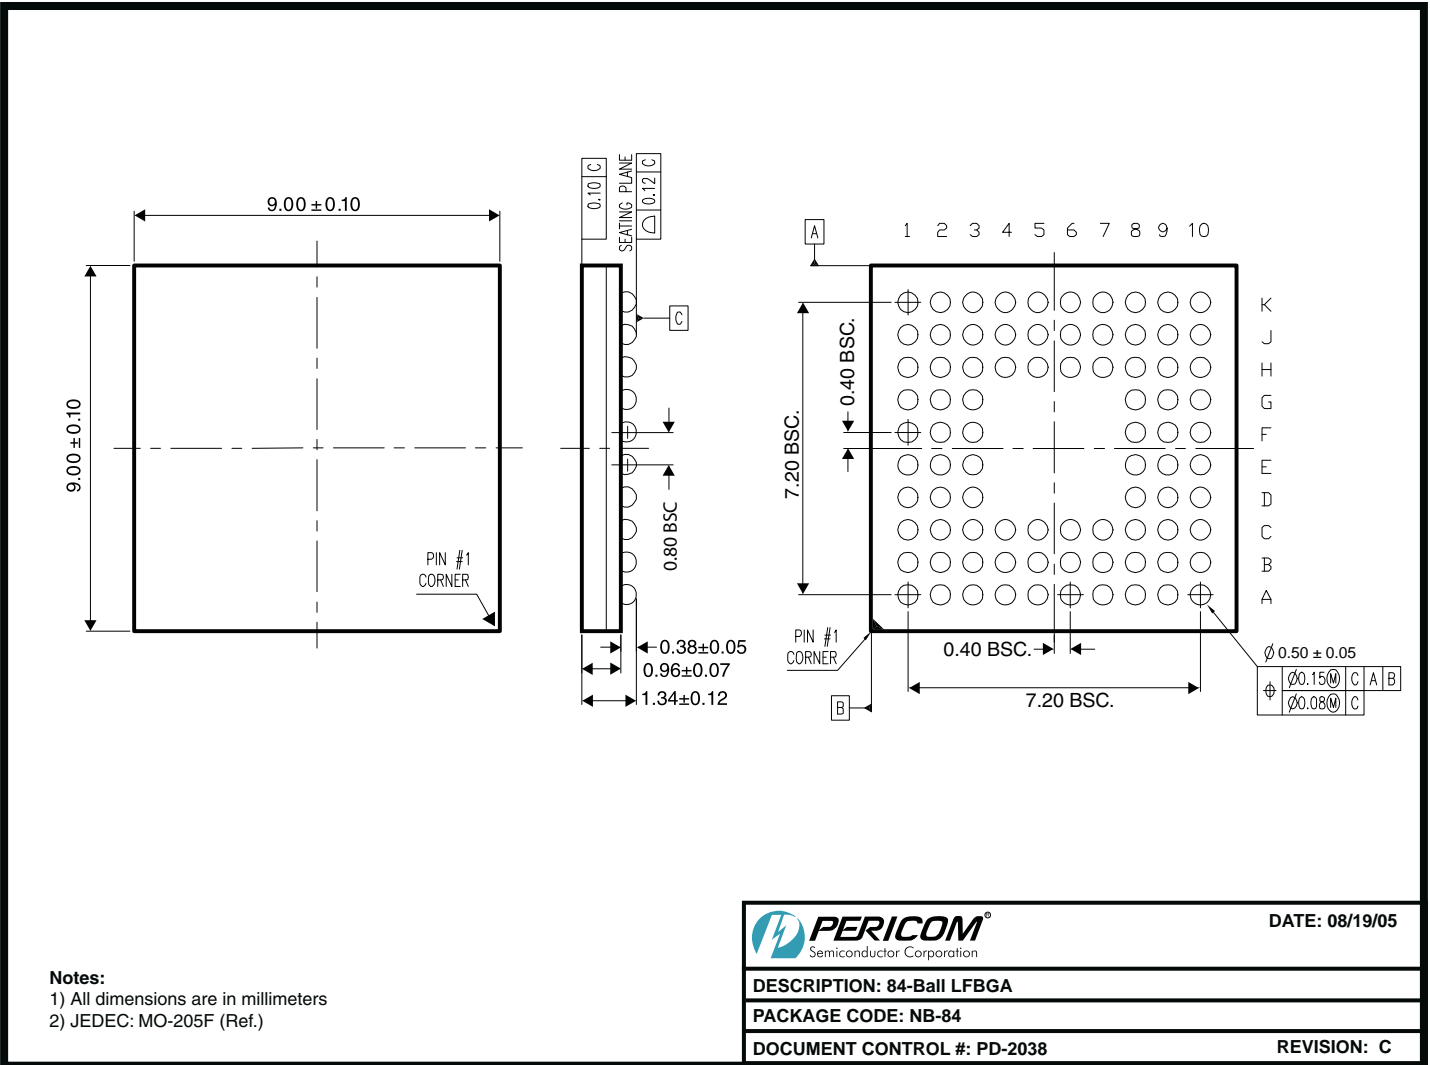 9.00 ±0.10
9.00 ±0.10
PIN #1
CORNER
0.10 C
SEATING PLANE
0.12 C
C
0.80 BSC
0.38±0.05
0.96±0.07
1.34±0.12
A
1 2 3 4 5 6 7 8 9 10
K
J
H
G
F
E
D
C
B
A
7.20 BSC.
0.40 BSC.
PIN #1
CORNER
0.40 BSC.
7.20 BSC.
B
Ø 0.50 ± 0.05
Ø0.15Ⓜ C A B
Ø0.08Ⓜ C
Notes:
1) All dimensions are in millimeters
2) JEDEC: MO-205F (Ref.)
PERICOM®
Semiconductor Corporation
DATE: 08/19/05
DESCRIPTION: 84-Ball LFBGA
PACKAGE CODE: NB-84
DOCUMENT CONTROL #: PD-2038
REVISION: C